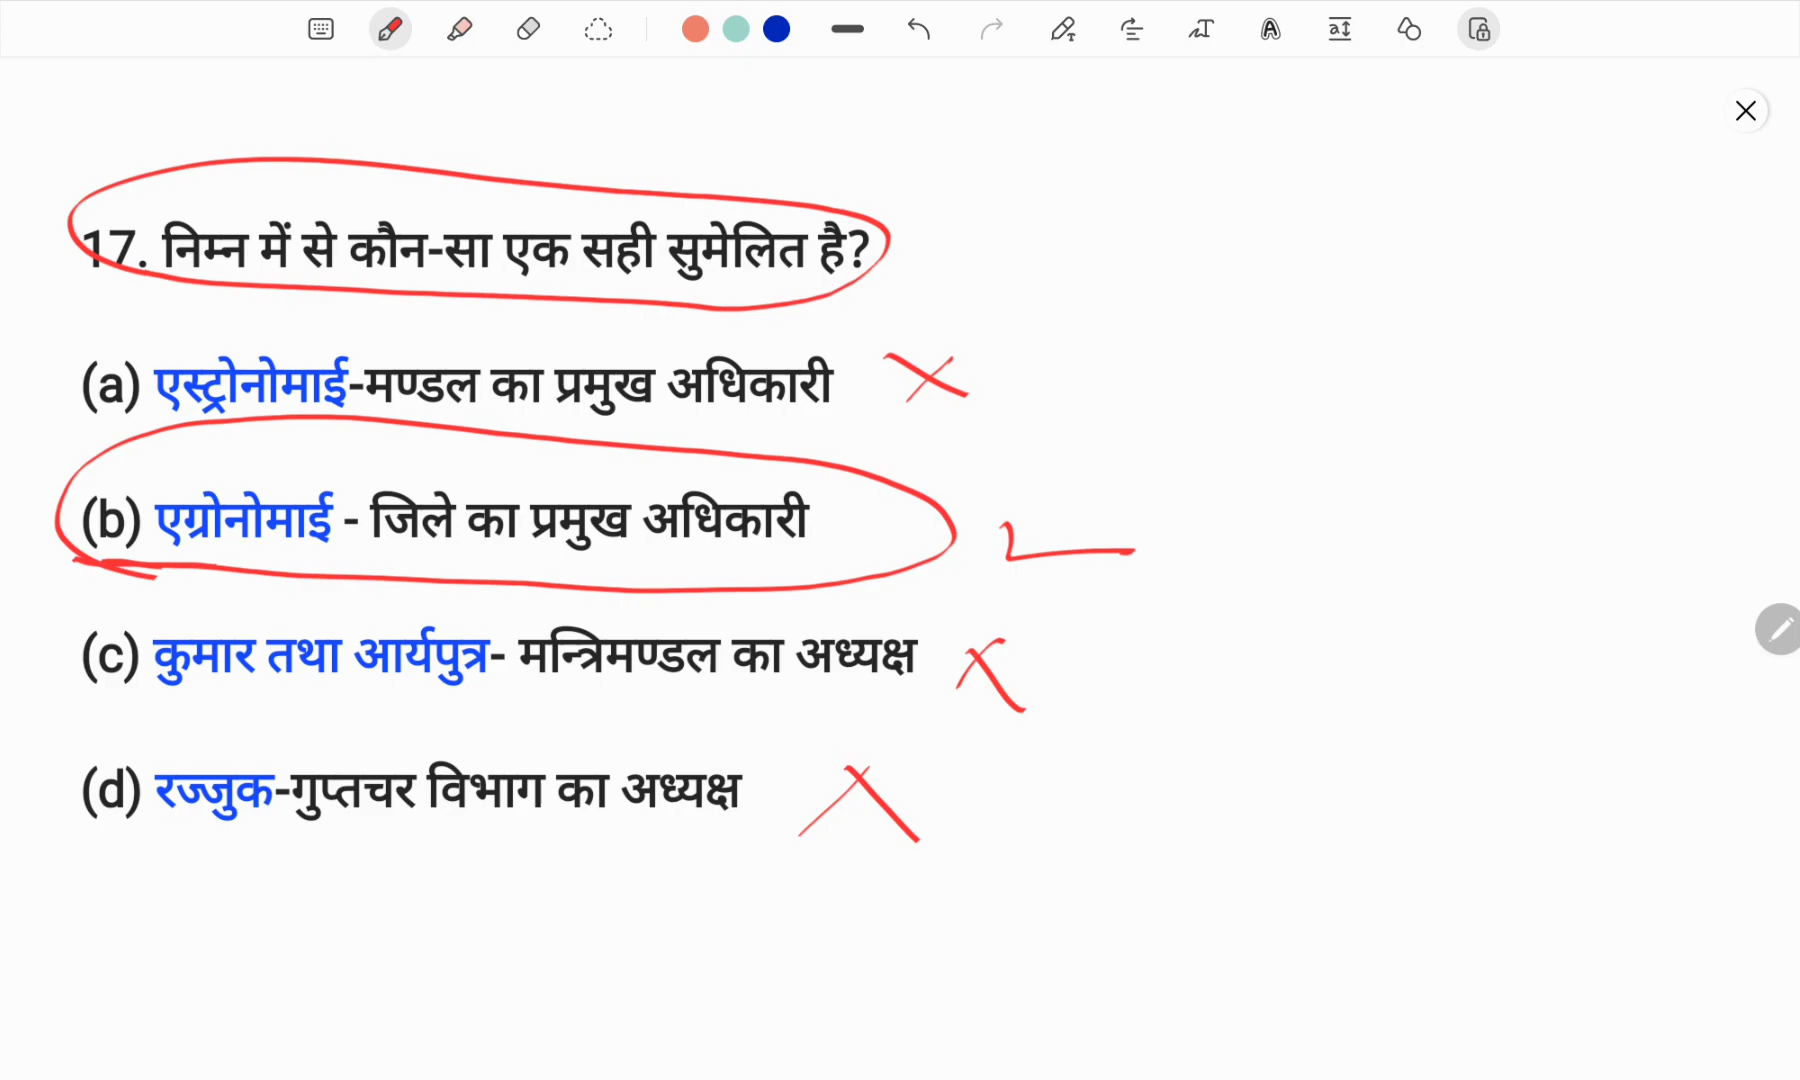 17. निम्न में से कौन-सा एक सही सुमेलित है?
(a) एस्ट्रोनोमाई-मण्डल का प्रमुख अधिकारी
(b) एग्रोनोमाई - जिले का प्रमुख अधिकारी
(c) कुमार तथा आर्यपुत्र- मन्त्रिमण्डल का अध्यक्ष
(d) रज्जुक-गुप्तचर विभाग का अध्यक्ष